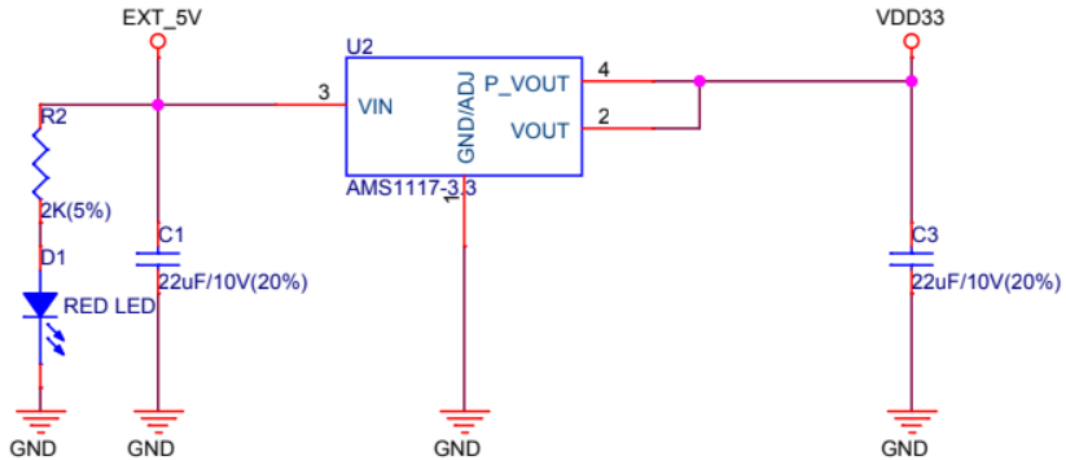 EXT_5V
VDD33
U2
4
P_VOUT
3
VIN
GND/ADJ
2
VOUT
R2
AMS1117-3.3
1
2K(5%)
C1
C3
D1
22uF/10V(20%)
22uF/10V(20%)
RED LED
GND
GND
GND
GND